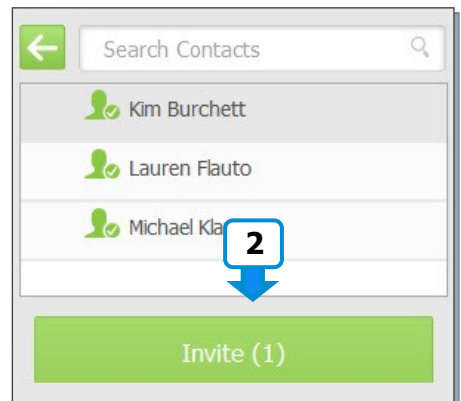 Search Contacts
Kim Burchett
Lauren Flauto
Michael
2
Invite (1)